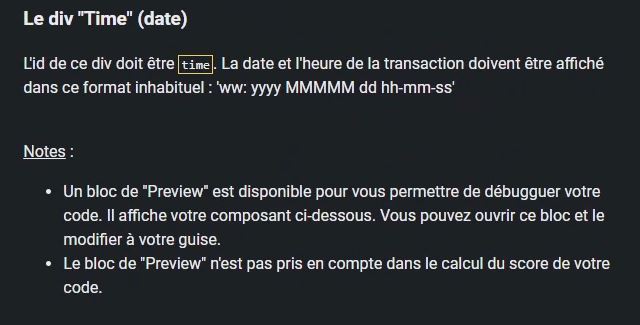 Le div "Time" (date)
L'id de ce div doit être time. La date et l'heure de la transaction doivent être affiché
dans ce format inhabituel : 'ww: yyyy MMMMM dd hh-mm-ss'
Notes :
• Un bloc de "Preview" est disponible pour vous permettre de débugguer votre
code. Il affiche votre composant ci-dessous. Vous pouvez ouvrir ce bloc et le
modifier à votre guise.
• Le bloc de "Preview" n'est pas pris en compte dans le calcul du score de votre
code.